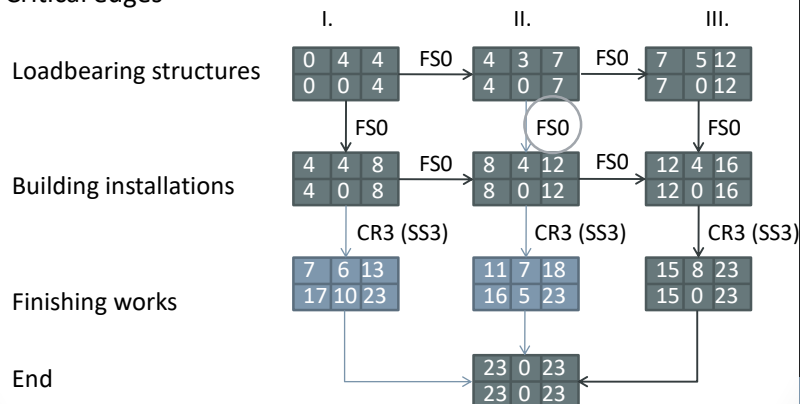 Critical edges
I. II. III.
Loadbearing structures
0 4 4 FS0 4 3 7 FS0 7 5 12
0 0 4 4 0 7 7 0 12
FS0 FS0 FS0
Building installations
4 4 8 FS0 8 4 12 FS0 12 4 16
4 0 8 8 0 12 12 0 16
CR3 (SS3) CR3 (SS3) CR3 (SS3)
Finishing works
7 6 13 11 7 18 15 8 23
17 10 23 16 5 23 15 0 23
End
23 0 23
23 0 23